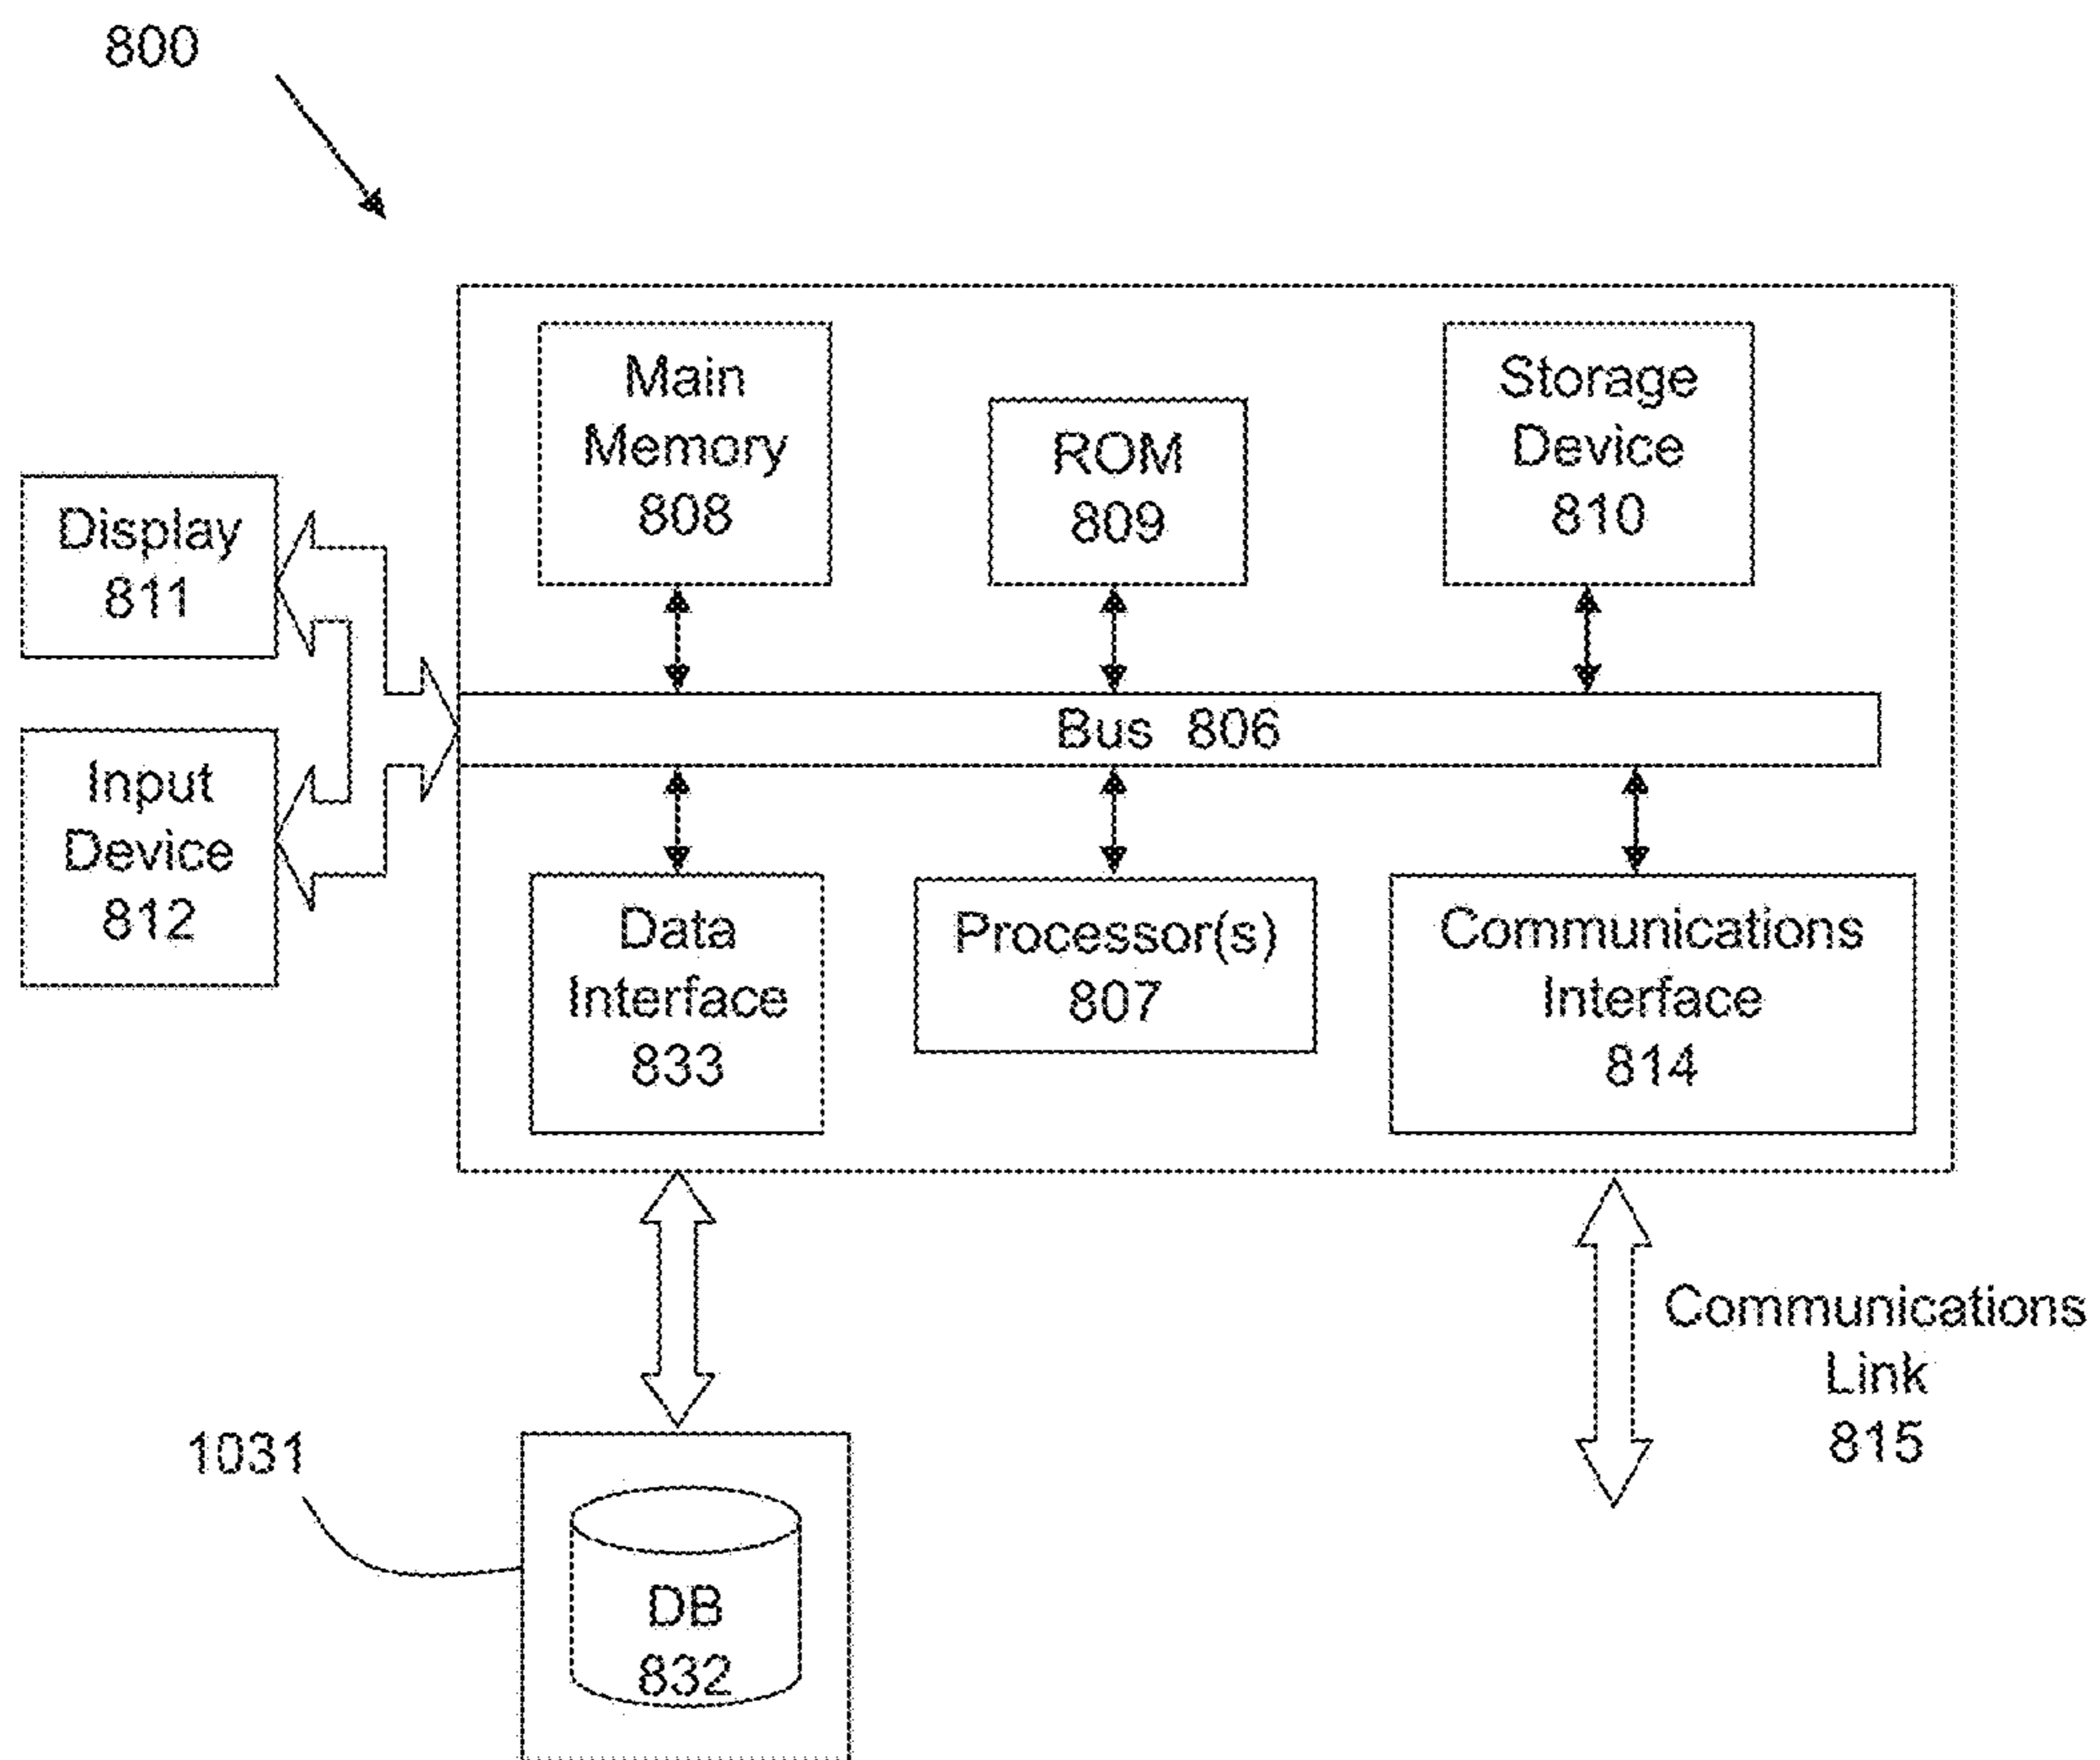 800
Main
Memory
808
ROM
809
Storage
Device
810
Display
811
Bus 806
Input
Device
812
Data
Interface
833
Processor(s)
807
Communications
Interface
814
Communications
Link
815
1031
DB
832